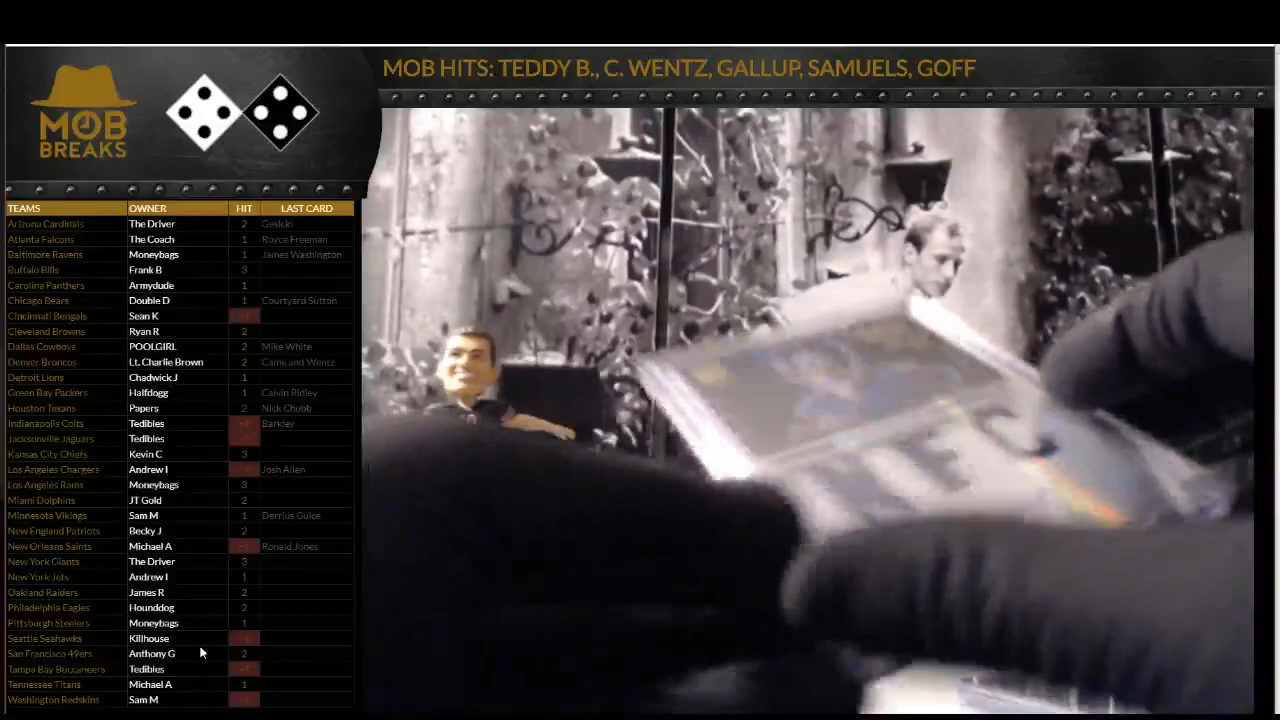 MOB HITS: TEDDY B., C. WENTZ, GALLUP, SAMUELS, GOFF
MOB
BREAKS
TEAMS OWNER HIT LAST CARD
Arizona Cardinals The Driver 2 Gesicki
Atlanta Falcons The Coach 1 Royce Freeman
Baltimore Ravens Moneybags 1 James Washington
Buffalo Bills Frank B 3
Carolina Panthers Armydude 1
Chicago Bears Double D 1 Courtyard Sutton
Cincinnati Bengals Sean K
Cleveland Browns Ryan R 2
Dallas Cowboys POOLGIRL 2 Mike White
Denver Broncos Lt. Charlie Brown 2 Came and Wentz
Detroit Lions Chadwick J 1
Green Bay Packers Halfdogg 1 Calvin Ridley
Houston Texans Papers 2 Nick Chubb
Indianapolis Colts Tedibles Barkley
Jacksonville Jaguars Tedibles
Kansas City Chiefs Kevin C 3
Los Angeles Chargers Andrew I Josh Allen
Los Angeles Rams Moneybags 3
Miami Dolphins JT Gold 2
Minnesota Vikings Sam M 1 Derrius Guice
New England Patriots Becky J 2
New Orleans Saints Michael A Ronald Jones
New York Giants The Driver 3
New York Jets Andrew I 1
Oakland Raiders James R 2
Philadelphia Eagles Hounddog 2
Pittsburgh Steelers Moneybags 1
Seattle Seahawks Killhouse
San Francisco 49ers Anthony G 2
Tampa Bay Buccaneers Tedibles
Tennessee Titans Michael A 1
Washington Redskins Sam M